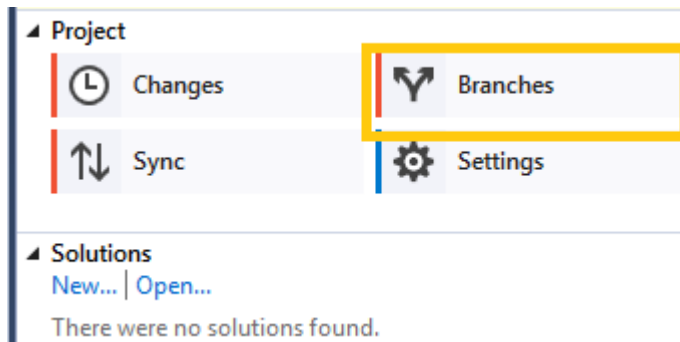 Project
Changes
Branches
Sync
Settings
Solutions
New... | Open...
There were no solutions found.